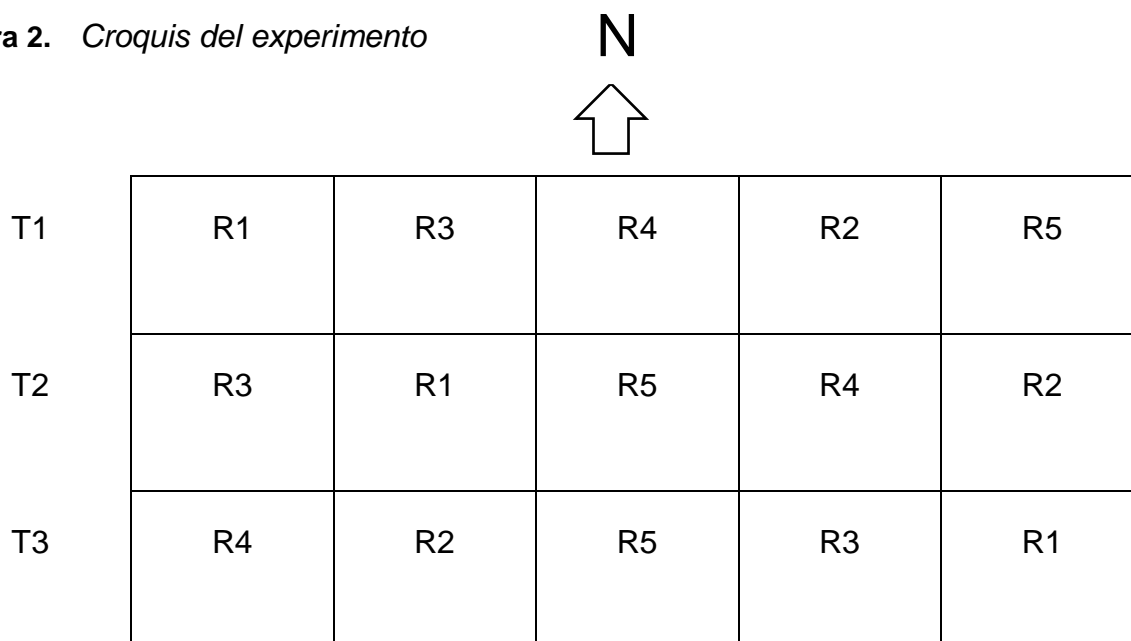 2. Croquis del experimento
N
T1 R1 R3 R4 R2 R5
T2 R3 R1 R5 R4 R2
T3 R4 R2 R5 R3 R1